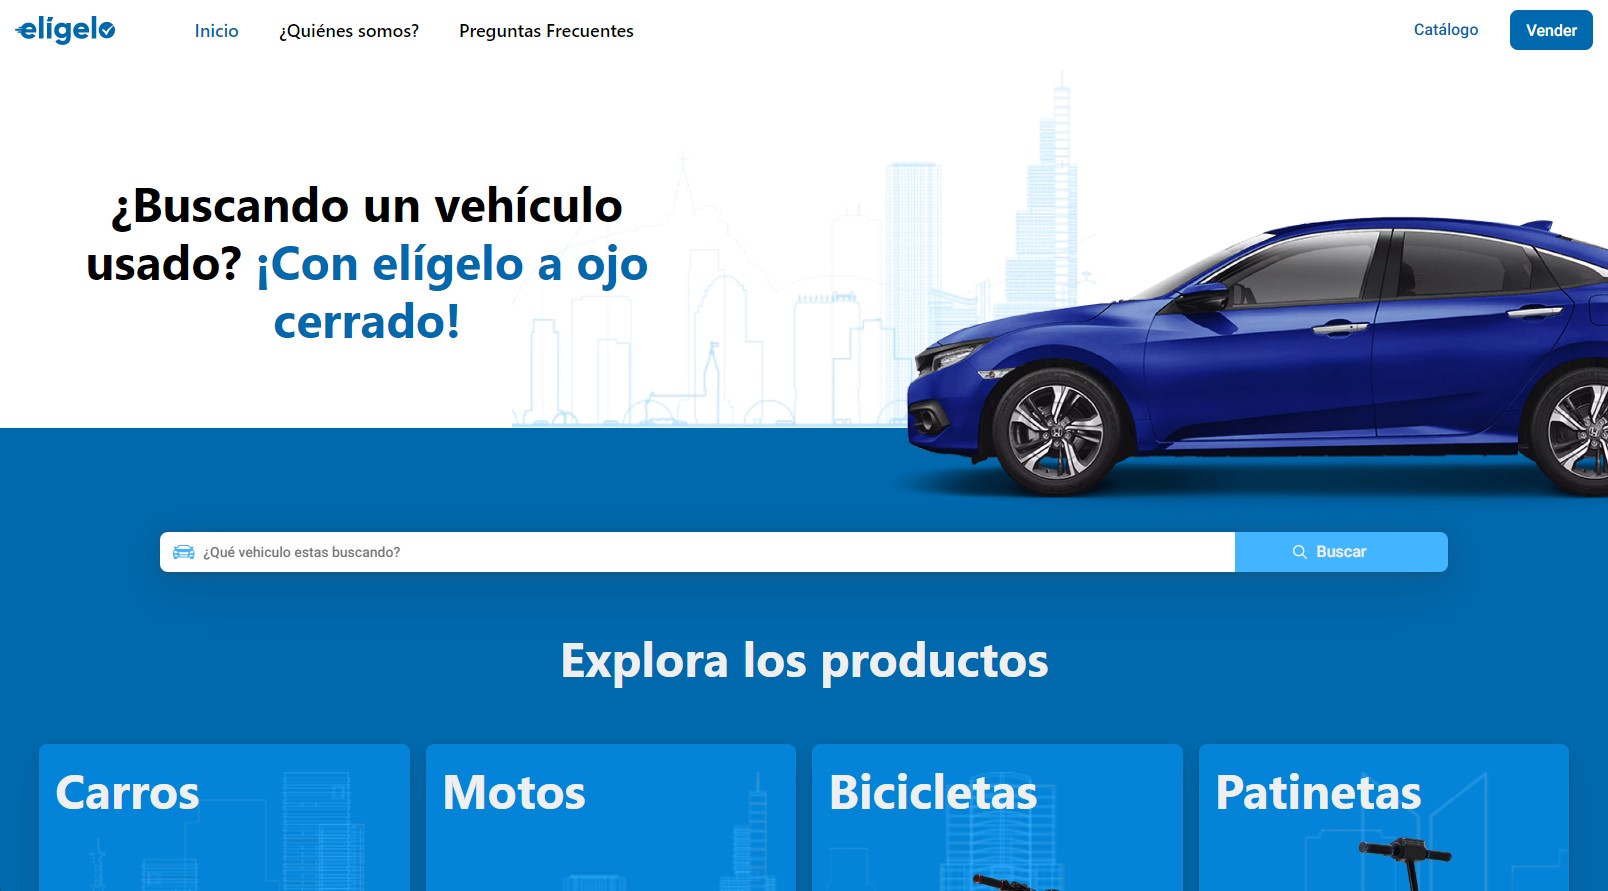 elígelo
Inicio
¿Quiénes somos?
Preguntas Frecuentes
Catálogo
Vender
¿Buscando un vehículo
usado? ¡Con elígelo a ojo
cerrado!
¿Qué vehiculo estas buscando?
Buscar
Explora los productos
Carros
Motos
Bicicletas
Patinetas